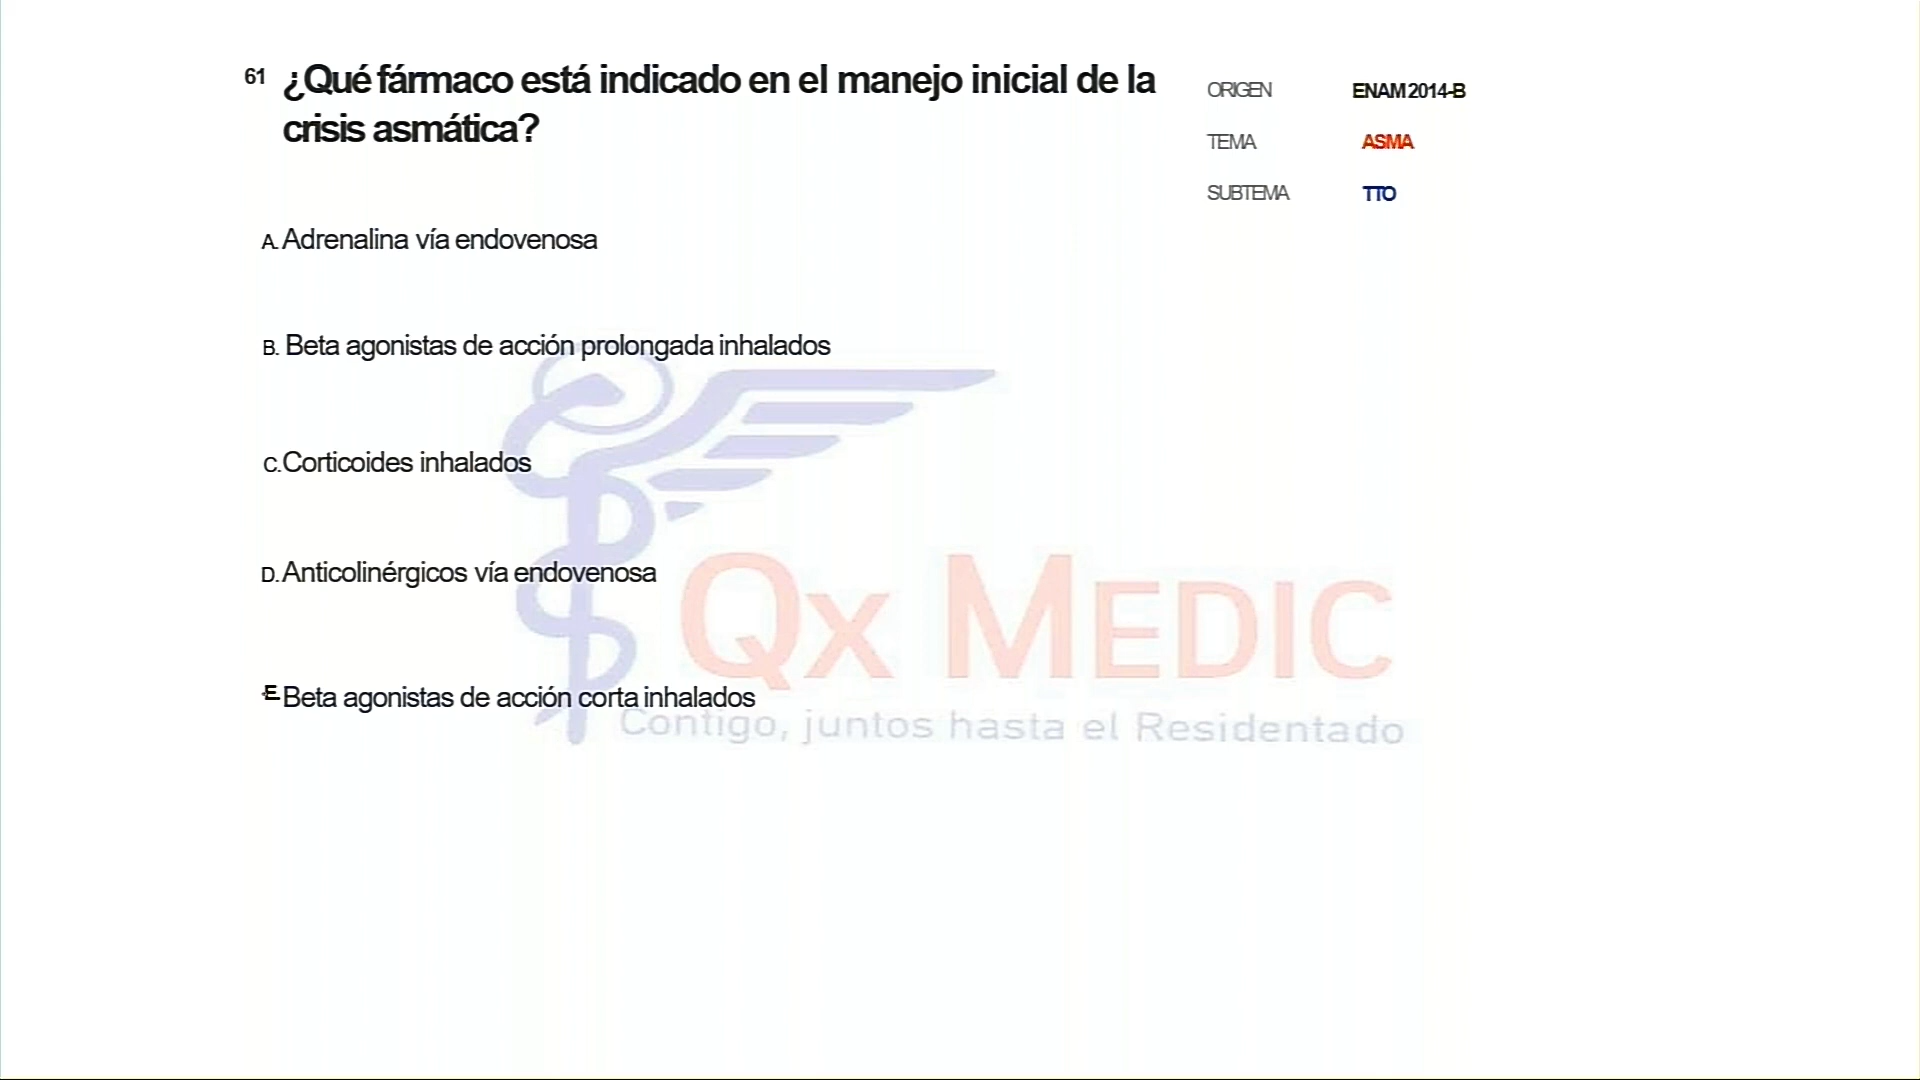 61 ¿Qué fármaco está indicado en el manejo inicial de la
crisis asmática?
ORIGEN ENAM 2014-B
TEMA ASMA
SUBTEMA TTO
A. Adrenalina vía endovenosa
B. Beta agonistas de acción prolongada inhalados
C. Corticoides inhalados
D. Anticolinérgicos vía endovenosa
E Beta agonistas de acción corta inhalados
Qx MEDIC
Contigo, juntos hasta el Residentado